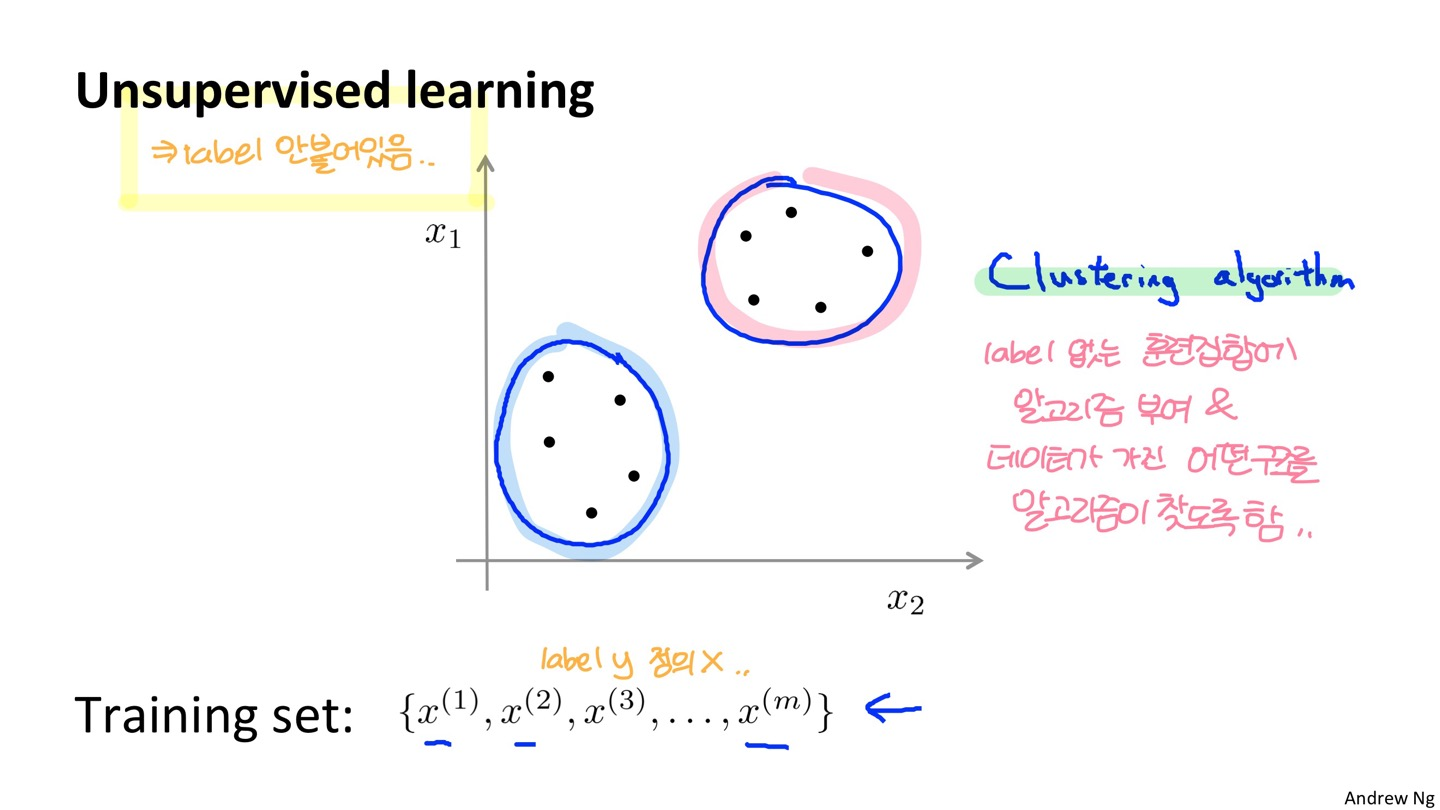 Unsupervised learning
⇒ label 안붙어있음..
x₁
Clustering algorithm
label 없는 훈련집합에
알고리즘 부여 &
데이터가 가진 어떤구조를
알고리즘이 찾도록함..
x₂
label y 정의 X ..
Training set: {x⁽¹⁾, x⁽²⁾, x⁽³⁾, . . . , x⁽ᵐ⁾} ←
Andrew Ng